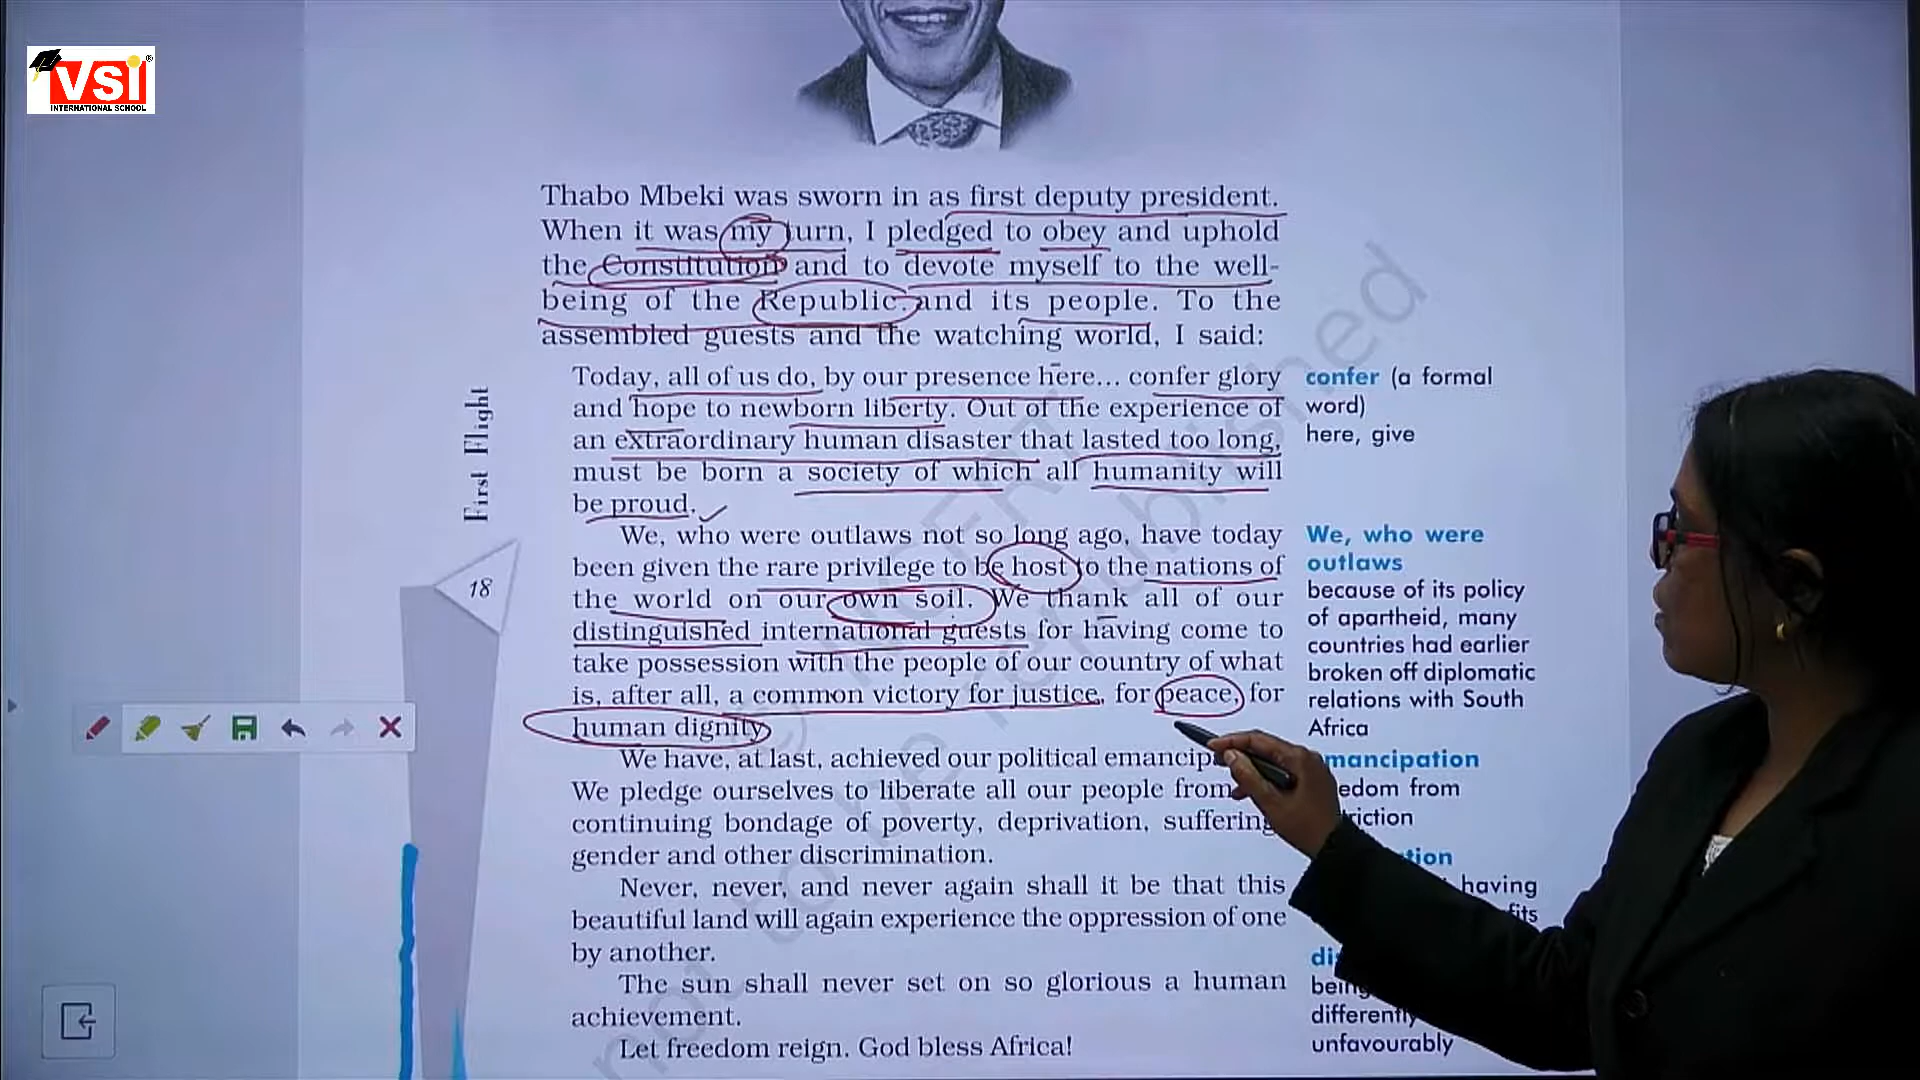 VSI
INTERNATIONAL SCHOOL
Thabo Mbeki was sworn in as first deputy president.
When it was my turn, I pledged to obey and uphold
the Constitution and to devote myself to the well-
being of the Republic and its people. To the
assembled guests and the watching world, I said:
Today, all of us do, by our presence here... confer glory
and hope to newborn liberty. Out of the experience of
an extraordinary human disaster that lasted too long,
must be born a society of which all humanity will
be proud.
We, who were outlaws not so long ago, have today
been given the rare privilege to be host to the nations of
the world on our own soil. We thank all of our
distinguished international guests for having come to
take possession with the people of our country of what
is, after all, a common victory for justice, for peace, for
human dignity
We have, at last, achieved our political
We pledge ourselves to liberate all our people from
continuing bondage of poverty, deprivation, suffering
gender and other discrimination.
Never, never, and never again shall it be that this
beautiful land will again experience the oppression of one
by another.
The sun shall never set on so glorious a human
achievement.
Let freedom reign. God bless Africa!
confer (a formal
word)
here, give
We, who were
outlaws
because of its policy
of apartheid, many
countries had earlier
broken off diplomatic
relations with South
Africa
having
differently
unfavourably
First Flight
18
not to be republished